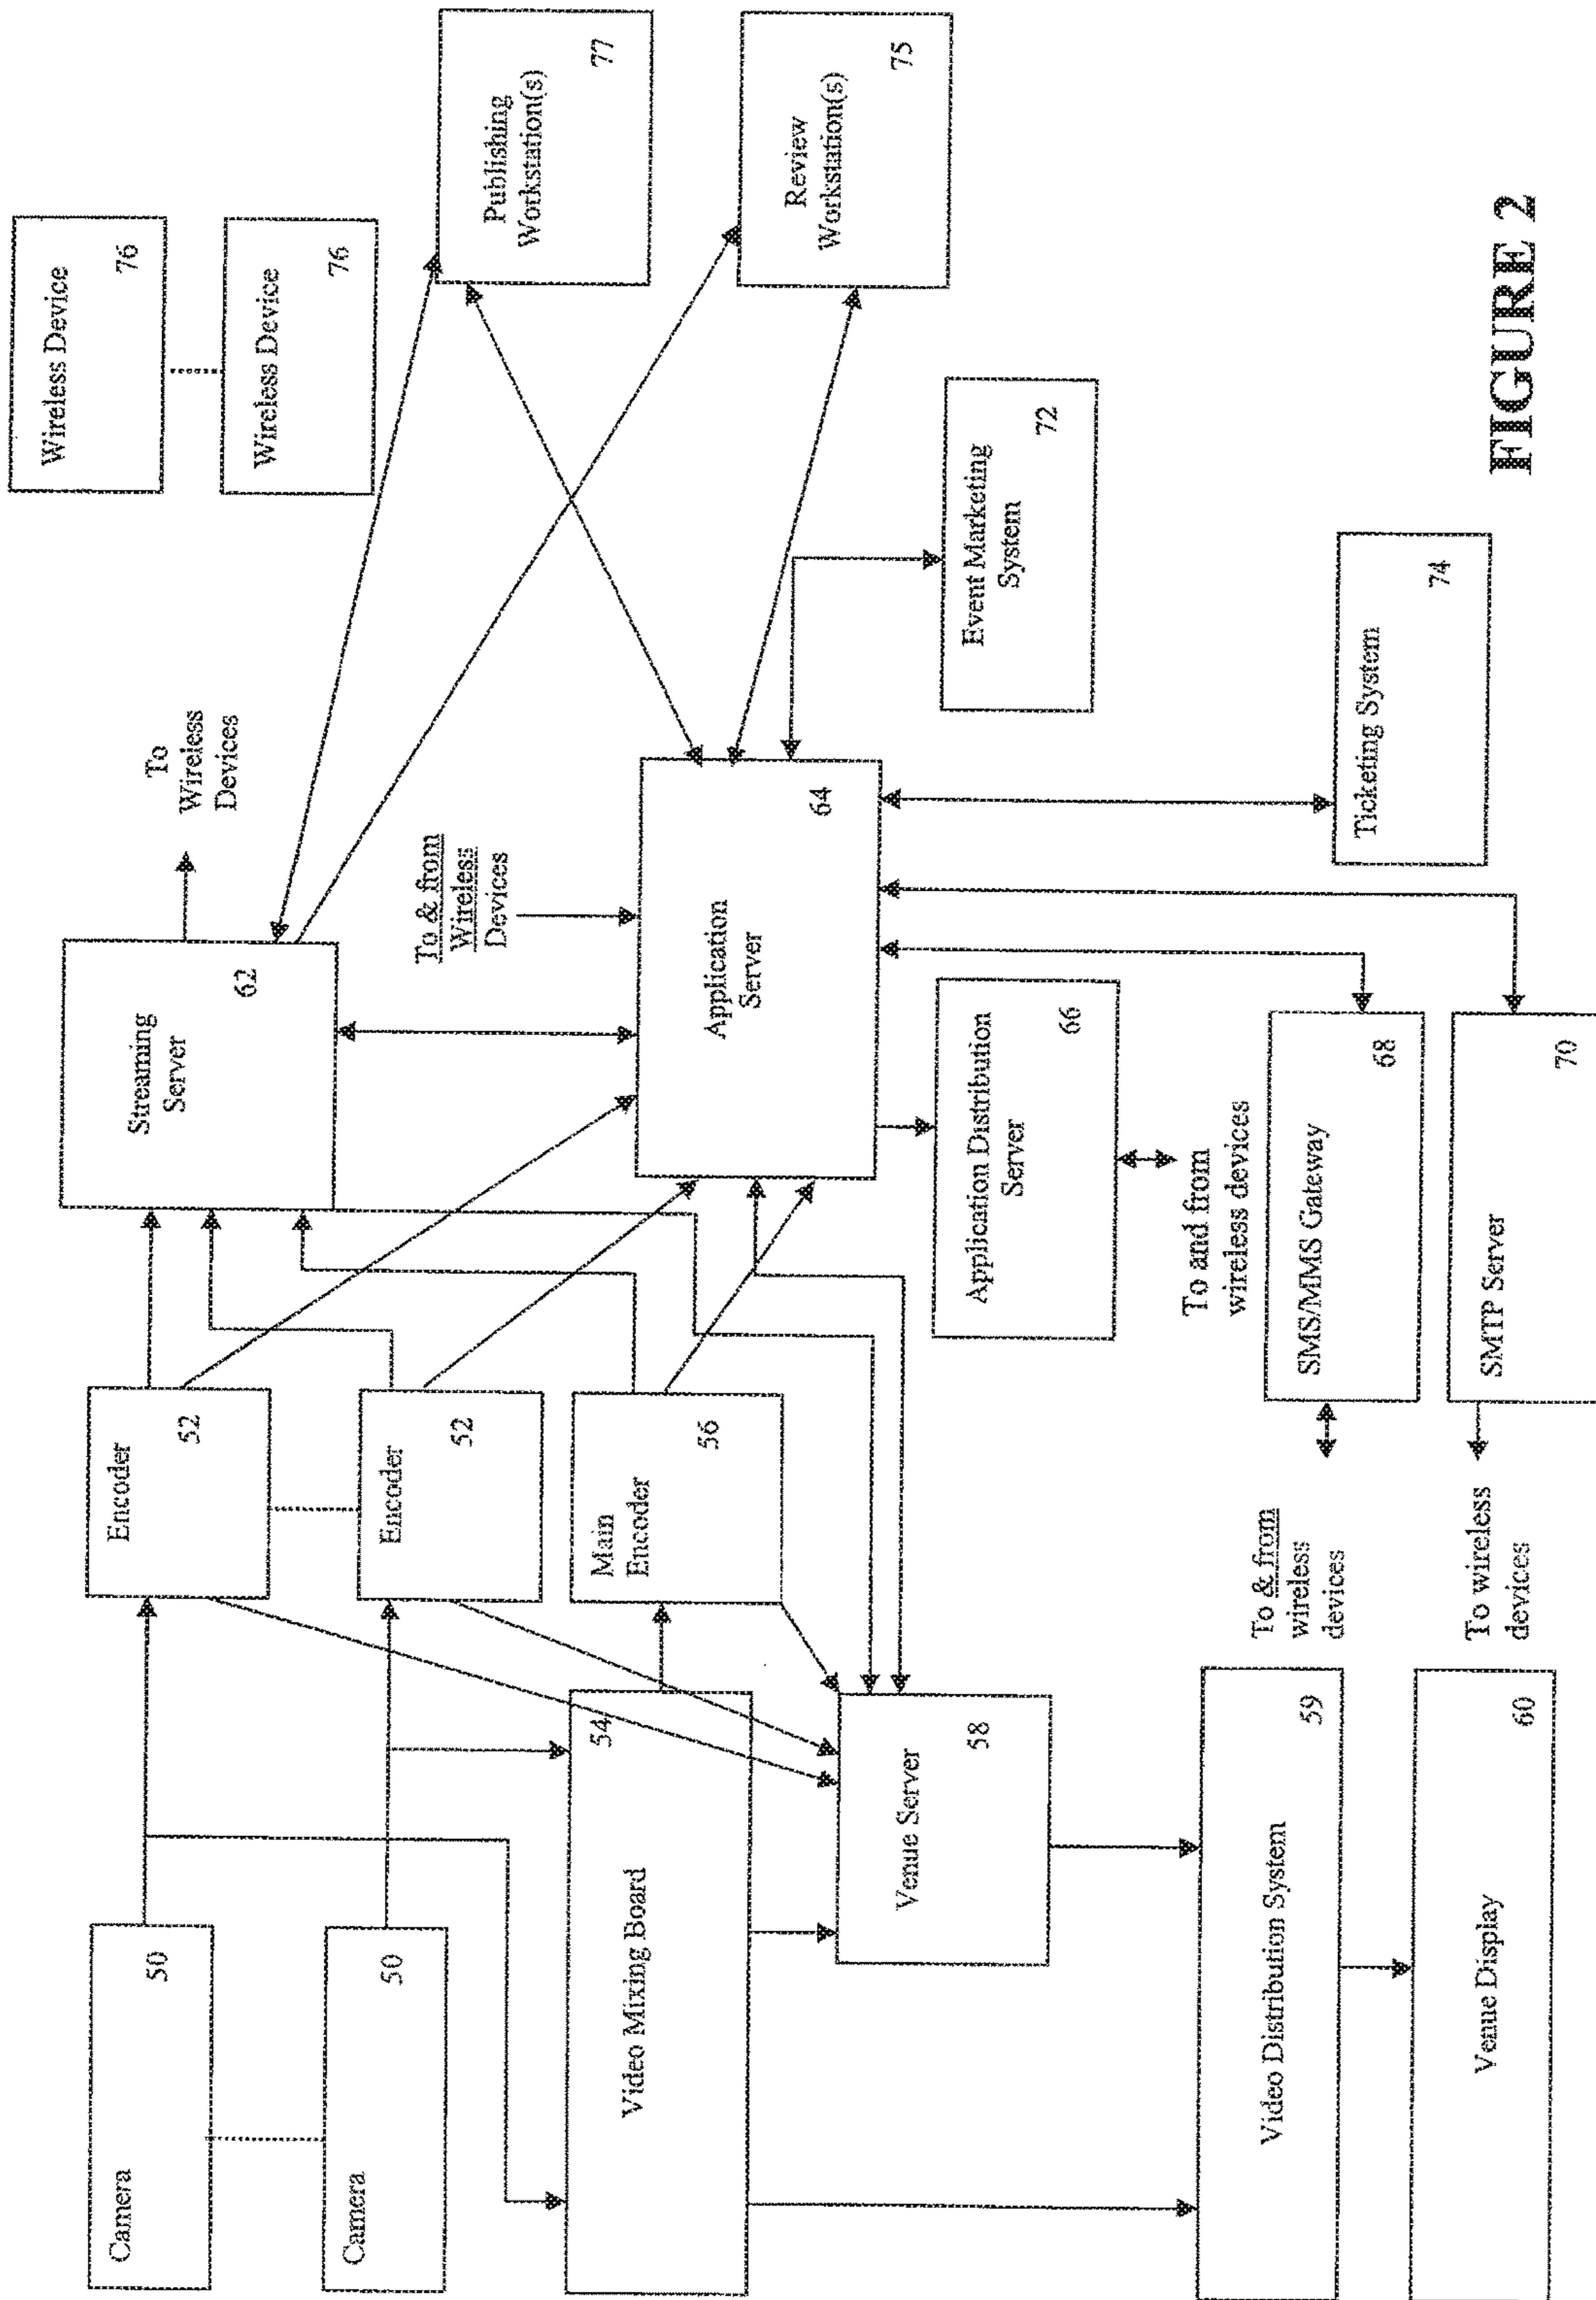 Camera
50
Camera
50
Encoder
52
Encoder
52
Video Mixing Board
54
Main
Encoder
56
Venue Server
58
Video Distribution System
59
Venue Display
60
Streaming
Server
62
To
Wireless
Devices
To & from
Wireless
Devices
Application
Server
64
Application Distribution
Server
66
To and from
wireless devices
SMS/MMS Gateway
68
To & from
wireless
devices
SMTP Server
70
To wireless
devices
Wireless Device
76
Wireless Device
76
Publishing
Workstation(s)
77
Review
Workstation(s)
75
Event Marketing
System
72
Ticketing System
74
FIGURE 2